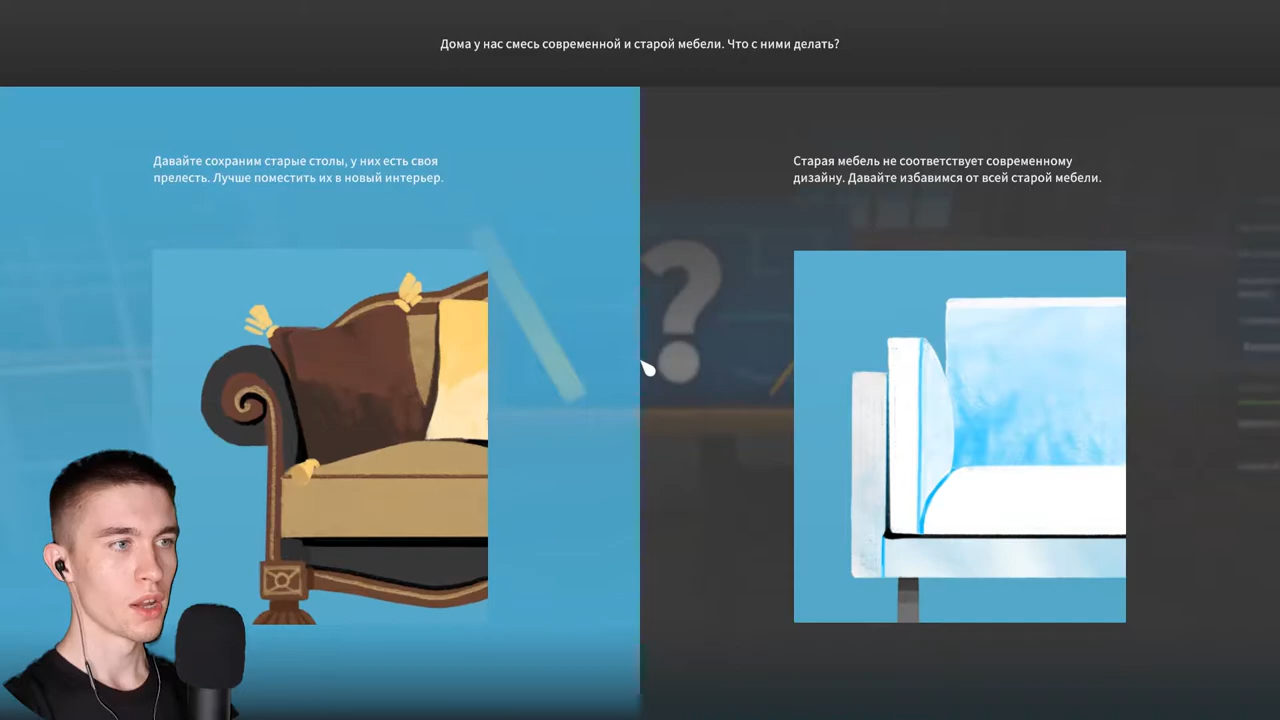 Дома у нас смесь современной и старой мебели. Что с ними делать?
Давайте сохраним старые столы, у них есть своя
прелесть. Лучше поместить их в новый интерьер.
Старая мебель не соответствует современному
дизайну. Давайте избавимся от всей старой мебели.
?